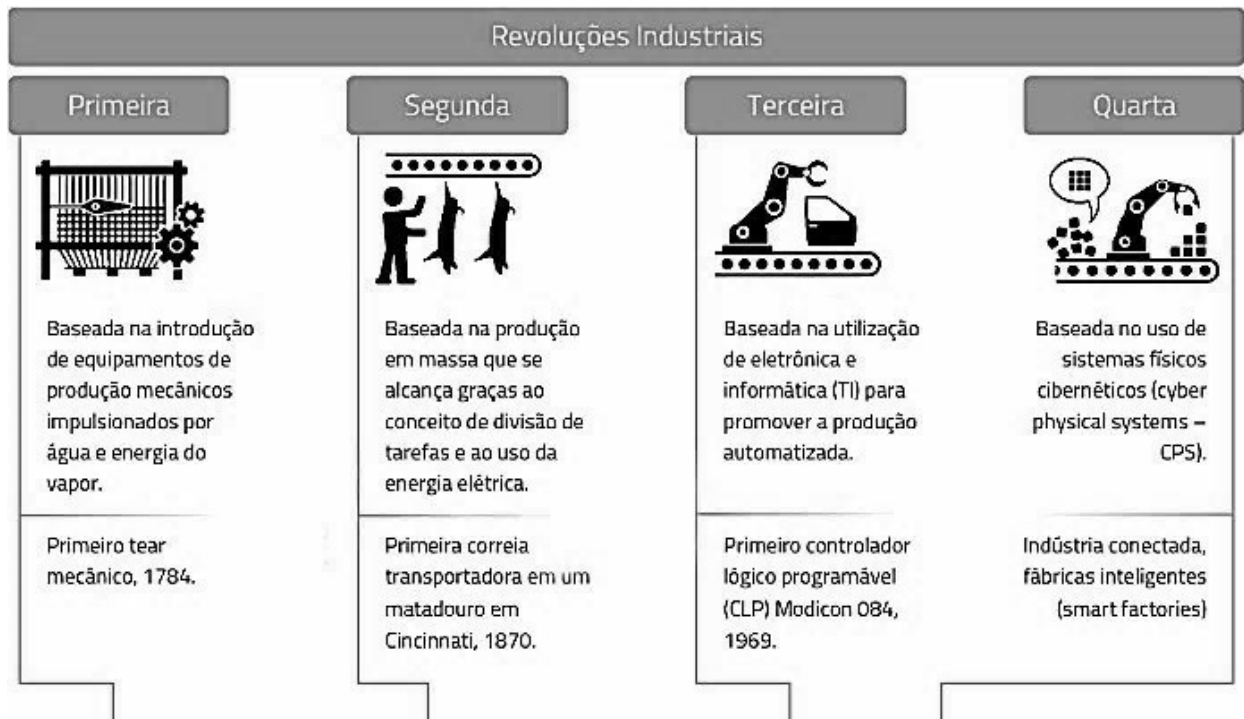 Revoluções Industriais
Primeira
Segunda
Terceira
Quarta
Baseada na introdução
de equipamentos de
produção mecânicos
impulsionados por
água e energia do
vapor.
Primeiro tear
mecânico, 1784.
Baseada na produção
em massa que se
alcança graças ao
conceito de divisão de
tarefas e ao uso da
energia elétrica.
Primeira correia
transportadora em um
matadouro em
Cincinnati, 1870.
Baseada na utilização
de eletrônica e
informática (TI) para
promover a produção
automatizada.
Primeiro controlador
lógico programável
(CLP) Modicon 084,
1969.
Baseada no uso de
sistemas físicos
cibernéticos (cyber
physical systems –
CPS).
Indústria conectada,
fábricas inteligentes
(smart factories)